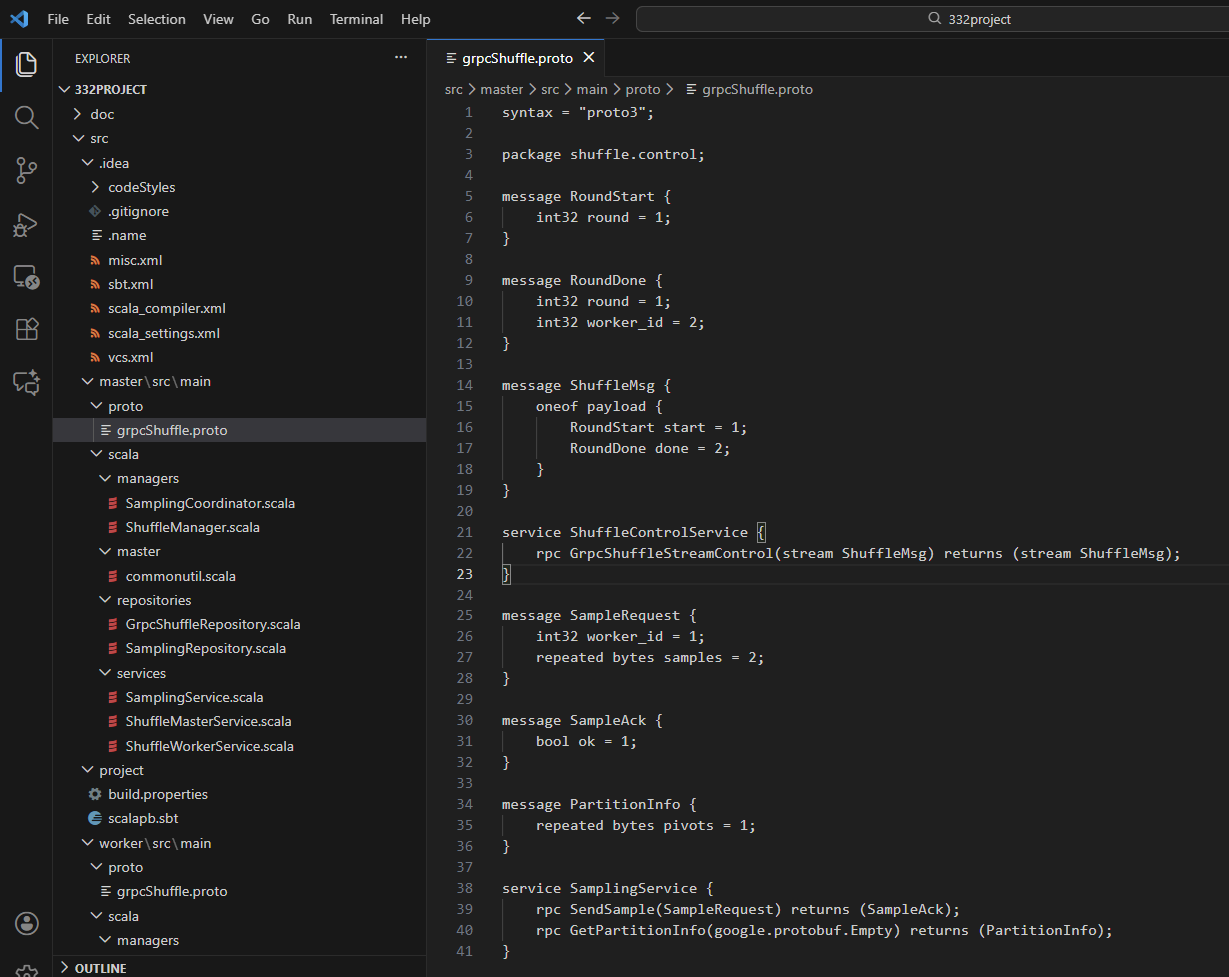 File Edit Selection View Go Run Terminal Help
332project
EXPLORER
332PROJECT
doc
src
.idea
codeStyles
.gitignore
.name
misc.xml
sbt.xml
scala_compiler.xml
scala_settings.xml
vcs.xml
master\src\main
proto
grpcShuffle.proto
scala
managers
SamplingCoordinator.scala
ShuffleManager.scala
master
commonutil.scala
repositories
GrpcShuffleRepository.scala
SamplingRepository.scala
services
SamplingService.scala
ShuffleMasterService.scala
ShuffleWorkerService.scala
project
build.properties
scalapb.sbt
worker\src\main
proto
grpcShuffle.proto
scala
managers
OUTLINE
grpcShuffle.proto
src > master > src > main > proto > grpcShuffle.proto
1 syntax = "proto3";
2
3 package shuffle.control;
4
5 message RoundStart {
6     int32 round = 1;
7 }
8
9 message RoundDone {
10     int32 round = 1;
11     int32 worker_id = 2;
12 }
13
14 message ShuffleMsg {
15     oneof payload {
16         RoundStart start = 1;
17         RoundDone done = 2;
18     }
19 }
20
21 service ShuffleControlService {
22     rpc GrpcShuffleStreamControl(stream ShuffleMsg) returns (stream ShuffleMsg);
23 }
24
25 message SampleRequest {
26     int32 worker_id = 1;
27     repeated bytes samples = 2;
28 }
29
30 message SampleAck {
31     bool ok = 1;
32 }
33
34 message PartitionInfo {
35     repeated bytes pivots = 1;
36 }
37
38 service SamplingService {
39     rpc SendSample(SampleRequest) returns (SampleAck);
40     rpc GetPartitionInfo(google.protobuf.Empty) returns (PartitionInfo);
41 }